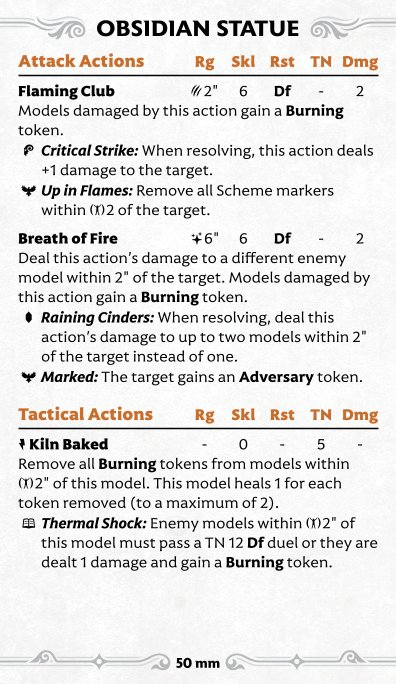 OBSIDIAN STATUE
Attack Actions Rg Skl Rst TN Dmg
Flaming Club 2" 6 Df - 2
Models damaged by this action gain a Burning
token.
Critical Strike: When resolving, this action deals
+1 damage to the target.
Up in Flames: Remove all Scheme markers
within 2 of the target.
Breath of Fire 6" 6 Df - 2
Deal this action's damage to a different enemy
model within 2" of the target. Models damaged by
this action gain a Burning token.
Raining Cinders: When resolving, deal this
action's damage to up to two models within 2"
of the target instead of one.
Marked: The target gains an Adversary token.
Tactical Actions Rg Skl Rst TN Dmg
Kiln Baked - 0 - 5 -
Remove all Burning tokens from models within
2" of this model. This model heals 1 for each
token removed (to a maximum of 2).
Thermal Shock: Enemy models within 2" of
this model must pass a TN 12 Df duel or they are
dealt 1 damage and gain a Burning token.
50 mm